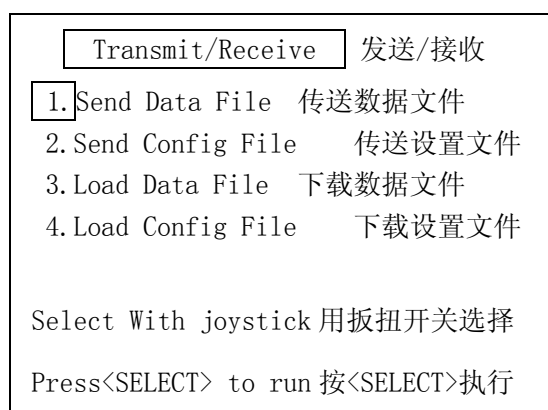 Transmit/Receive 发送/接收
1.Send Data File 传送数据文件
2.Send Config File 传送设置文件
3.Load Data File 下载数据文件
4.Load Config File 下载设置文件
Select With joystick 用扳扭开关选择
Press<SELECT> to run 按<SELECT>执行